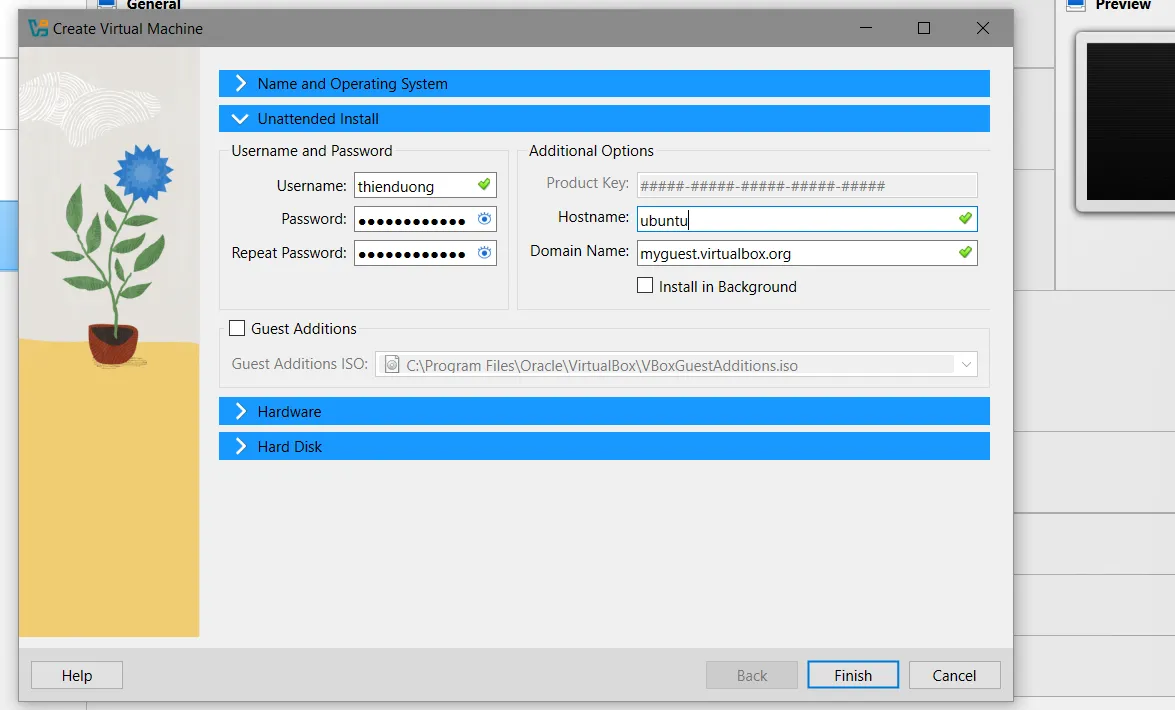 General
Preview
Create Virtual Machine
Name and Operating System
Unattended Install
Username and Password
Username: thienduong
Password: ●●●●●●●●●●●●
Repeat Password: ●●●●●●●●●●●●
Additional Options
Product Key: #####-#####-#####-#####-#####
Hostname: ubuntu
Domain Name: myguest.virtualbox.org
Install in Background
Guest Additions
Guest Additions ISO: C:\Program Files\Oracle\VirtualBox\VBoxGuestAdditions.iso
Hardware
Hard Disk
Help
Back
Finish
Cancel